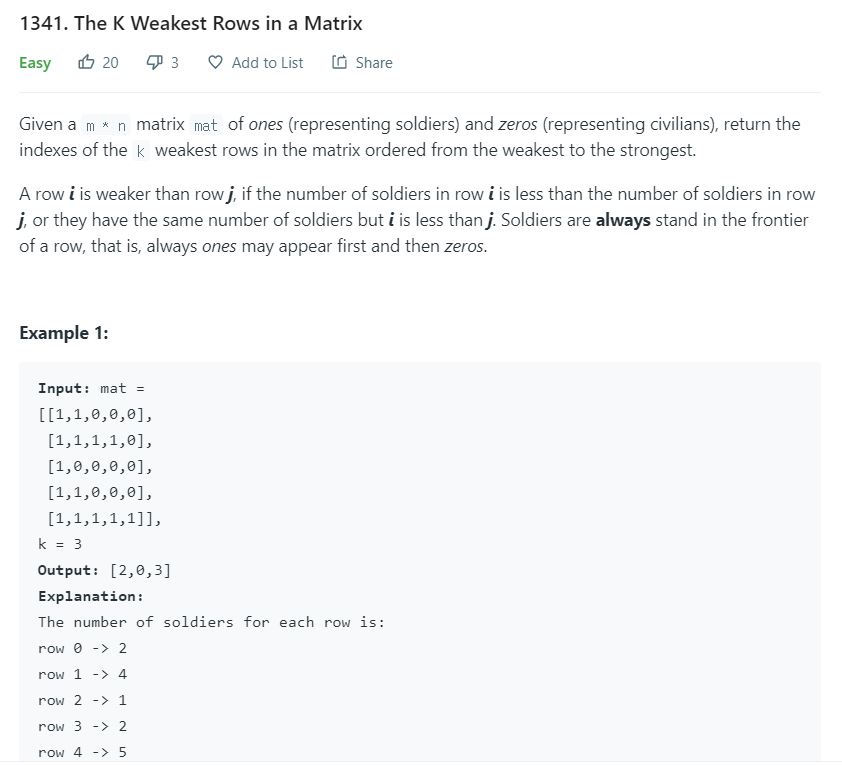 1341. The K Weakest Rows in a Matrix
Easy 20 3 Add to List Share
Given a m * n matrix mat of ones (representing soldiers) and zeros (representing civilians), return the
indexes of the k weakest rows in the matrix ordered from the weakest to the strongest.
A row i is weaker than row j, if the number of soldiers in row i is less than the number of soldiers in row
j, or they have the same number of soldiers but i is less than j. Soldiers are always stand in the frontier
of a row, that is, always ones may appear first and then zeros.
Example 1:
Input: mat =
[[1,1,0,0,0],
[1,1,1,1,0],
[1,0,0,0,0],
[1,1,0,0,0],
[1,1,1,1,1]],
k = 3
Output: [2,0,3]
Explanation:
The number of soldiers for each row is:
row 0 -> 2
row 1 -> 4
row 2 -> 1
row 3 -> 2
row 4 -> 5